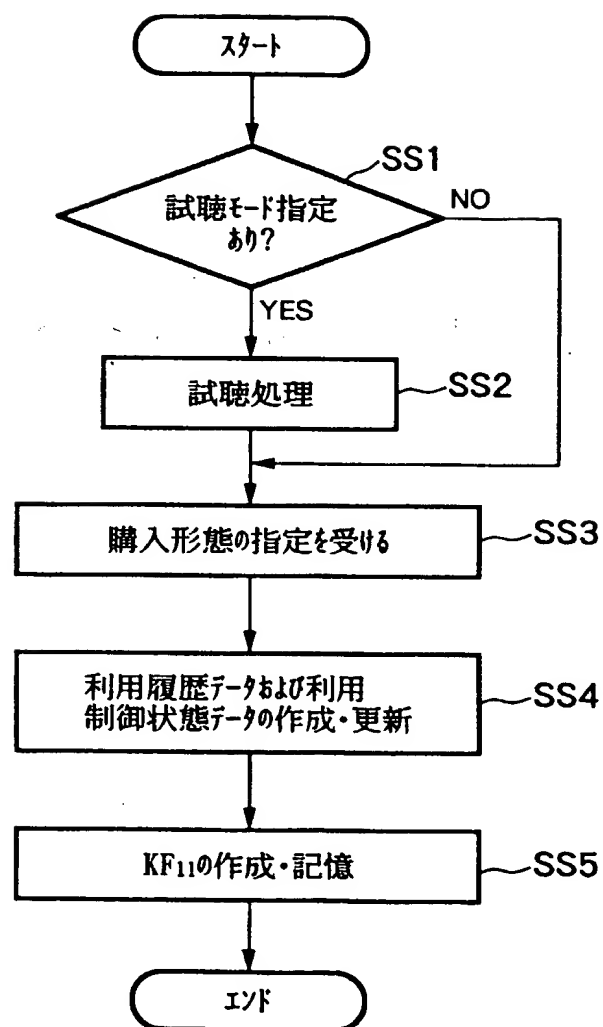 スタート
SS1
試聴モード指定
あり?
NO
YES
試聴処理
SS2
購入形態の指定を受ける
SS3
利用履歴データおよび利用
制御状態データの作成・更新
SS4
KF₁₁の作成・記憶
SS5
エンド